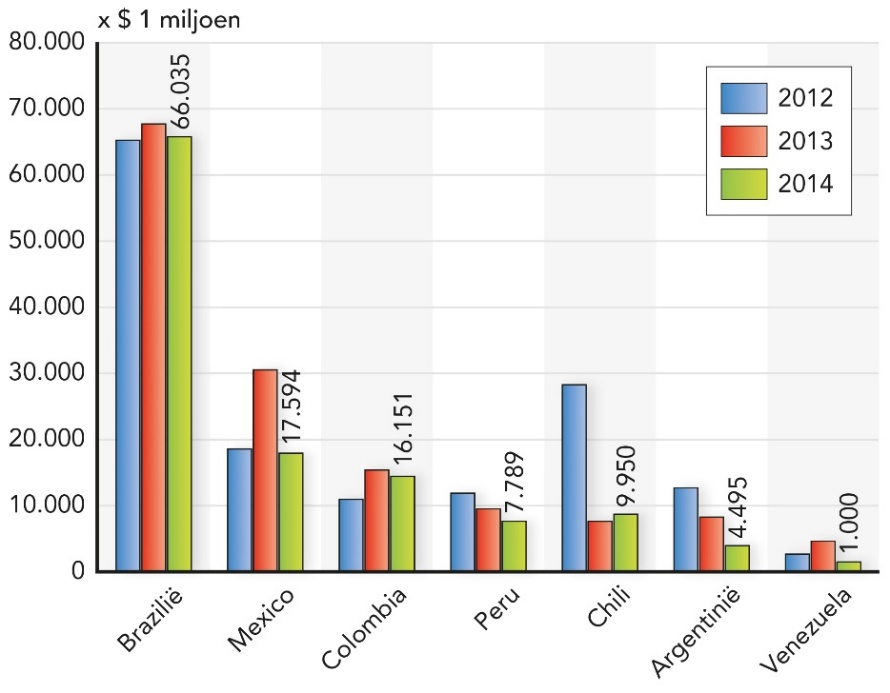 x $ 1 miljoen
80.000
70.000
60.000
50.000
40.000
30.000
20.000
10.000
0
66.035
17.594
16.151
7.789
9.950
4.495
1.000
2012
2013
2014
Brazilië
Mexico
Colombia
Peru
Chili
Argentinië
Venezuela